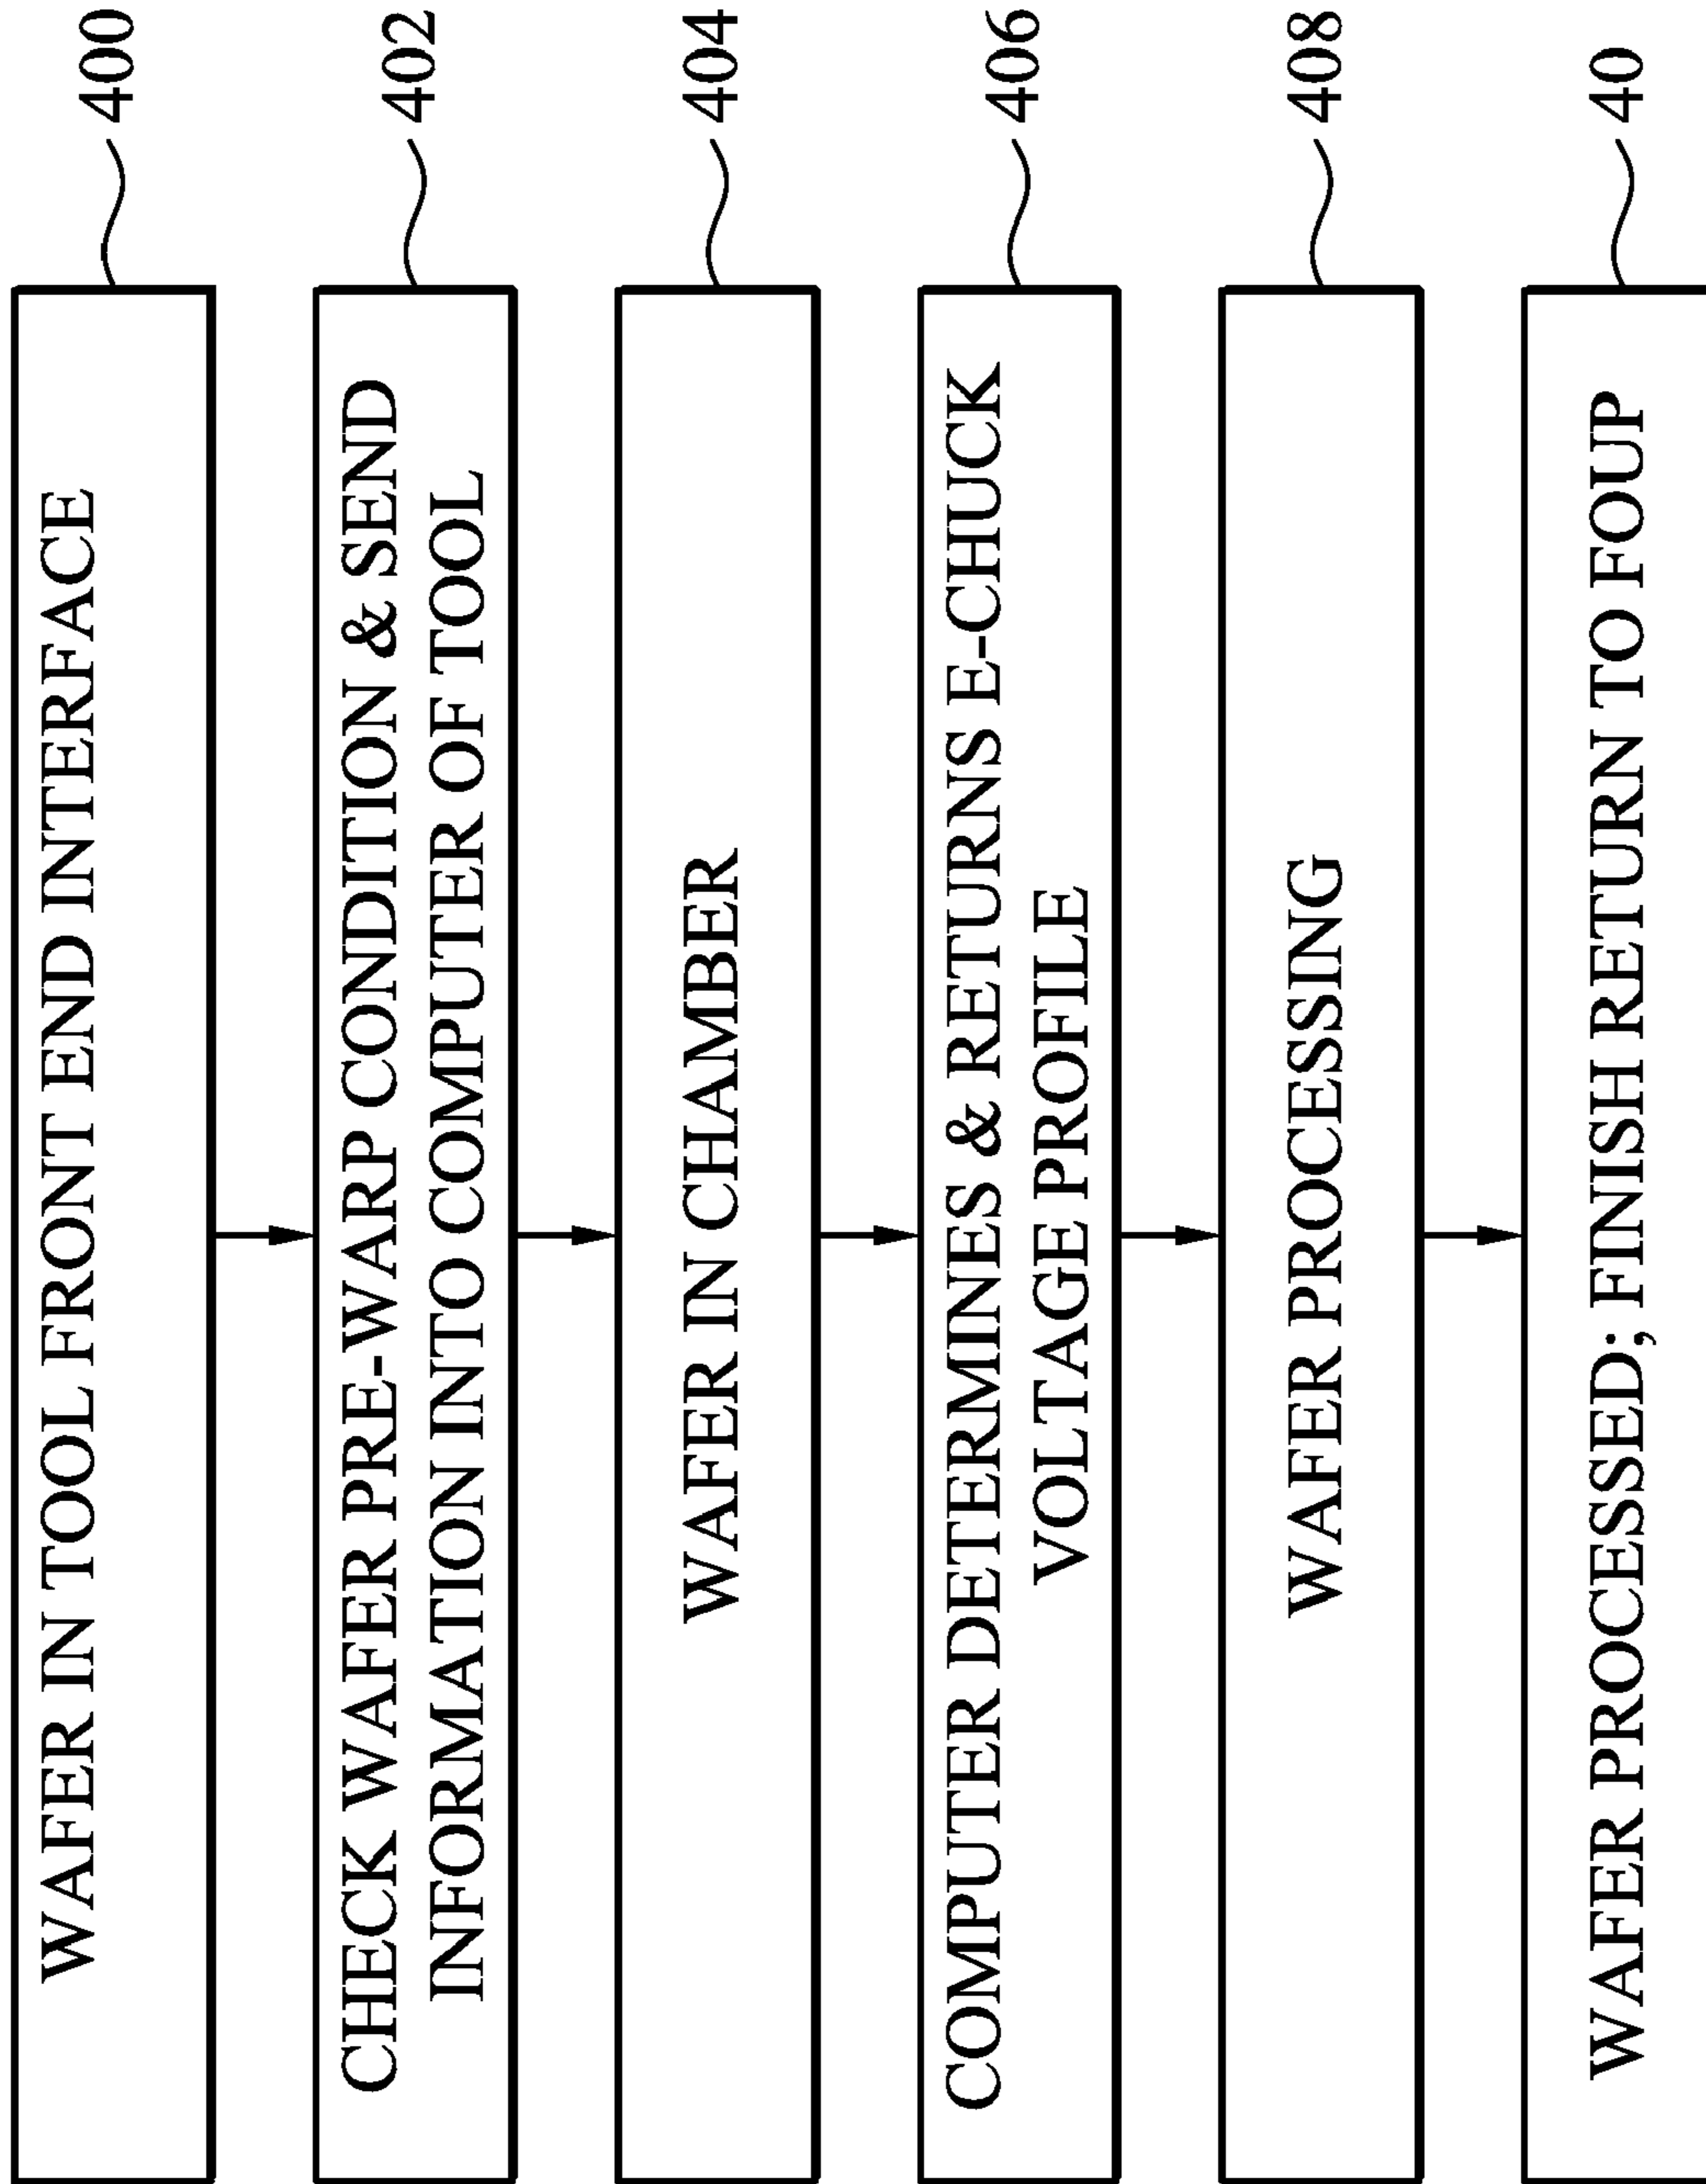 WAFER IN TOOL FRONT END INTERFACE
400
CHECK WAFER PRE-WARP CONDITION & SEND
INFORMATION INTO COMPUTER OF TOOL
402
WAFER IN CHAMBER
404
COMPUTER DETERMINES & RETURNS E-CHUCK
VOLTAGE PROFILE
406
WAFER PROCESSING
408
WAFER PROCESSED; FINISH RETURN TO FOUP
40